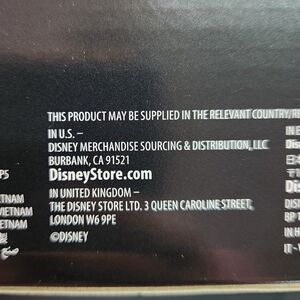 THIS PRODUCT MAY BE SUPPLIED IN THE RELEVANT COUNTRY/RE
IN U.S. –
DISNEY MERCHANDISE SOURCING & DISTRIBUTION, LLC
BURBANK, CA 91521
DisneyStore.com
IN UNITED KINGDOM –
THE DISNEY STORE LTD. 3 QUEEN CAROLINE STREET,
LONDON W6 9PE
©DISNEY